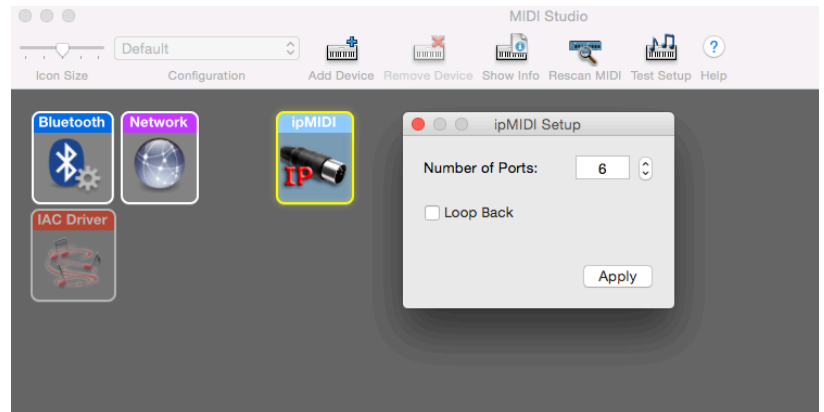 MIDI Studio
Default
Icon Size Configuration Add Device Remove Device Show Info Rescan MIDI Test Setup ? Help
Bluetooth Network ipMIDI
IP
IAC Driver
ipMIDI Setup
Number of Ports: 6
Loop Back
Apply